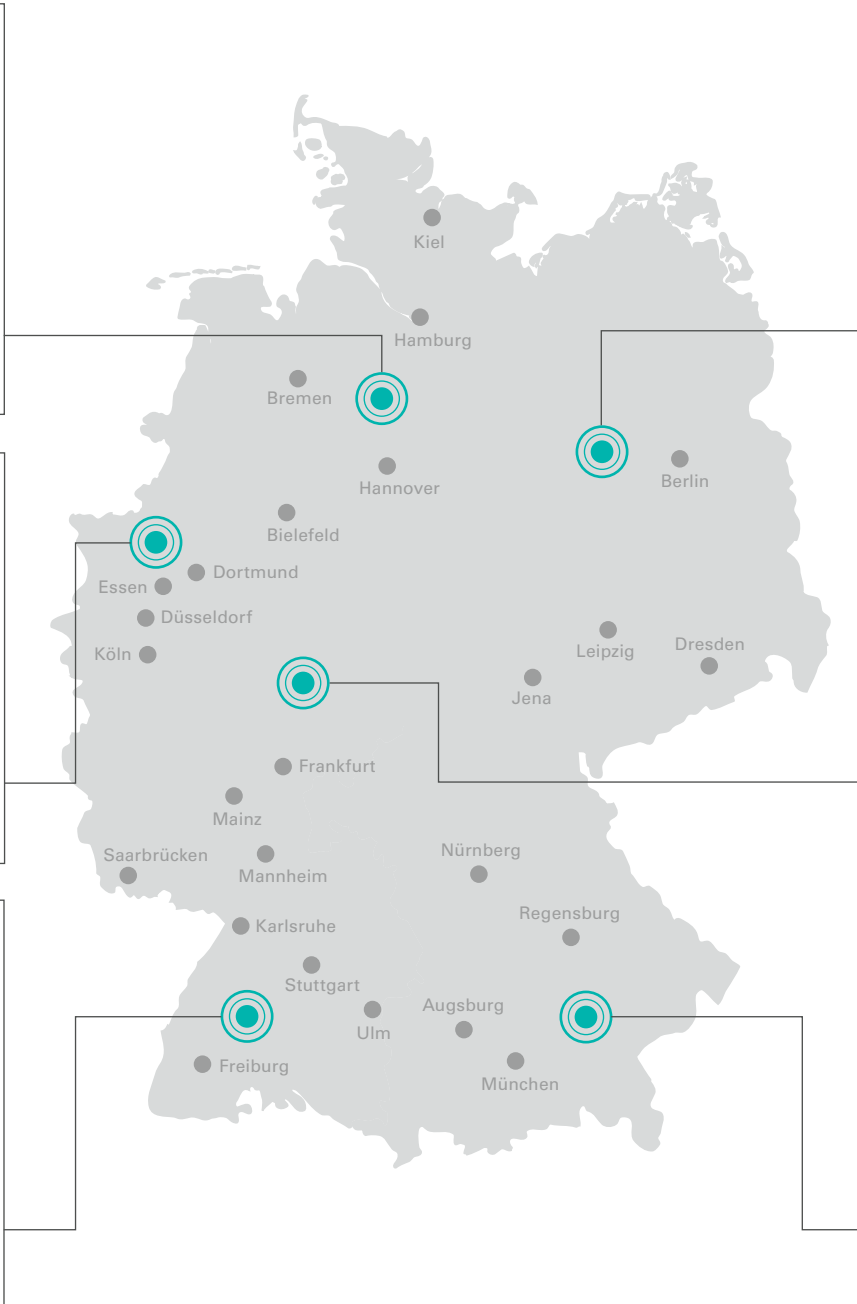 Kiel
Hamburg
Bremen
Hannover
Berlin
Bielefeld
Dortmund
Essen
Düsseldorf
Köln
Leipzig
Dresden
Jena
Frankfurt
Mainz
Saarbrücken
Mannheim
Nürnberg
Regensburg
Karlsruhe
Stuttgart
Augsburg
Ulm
Freiburg
München